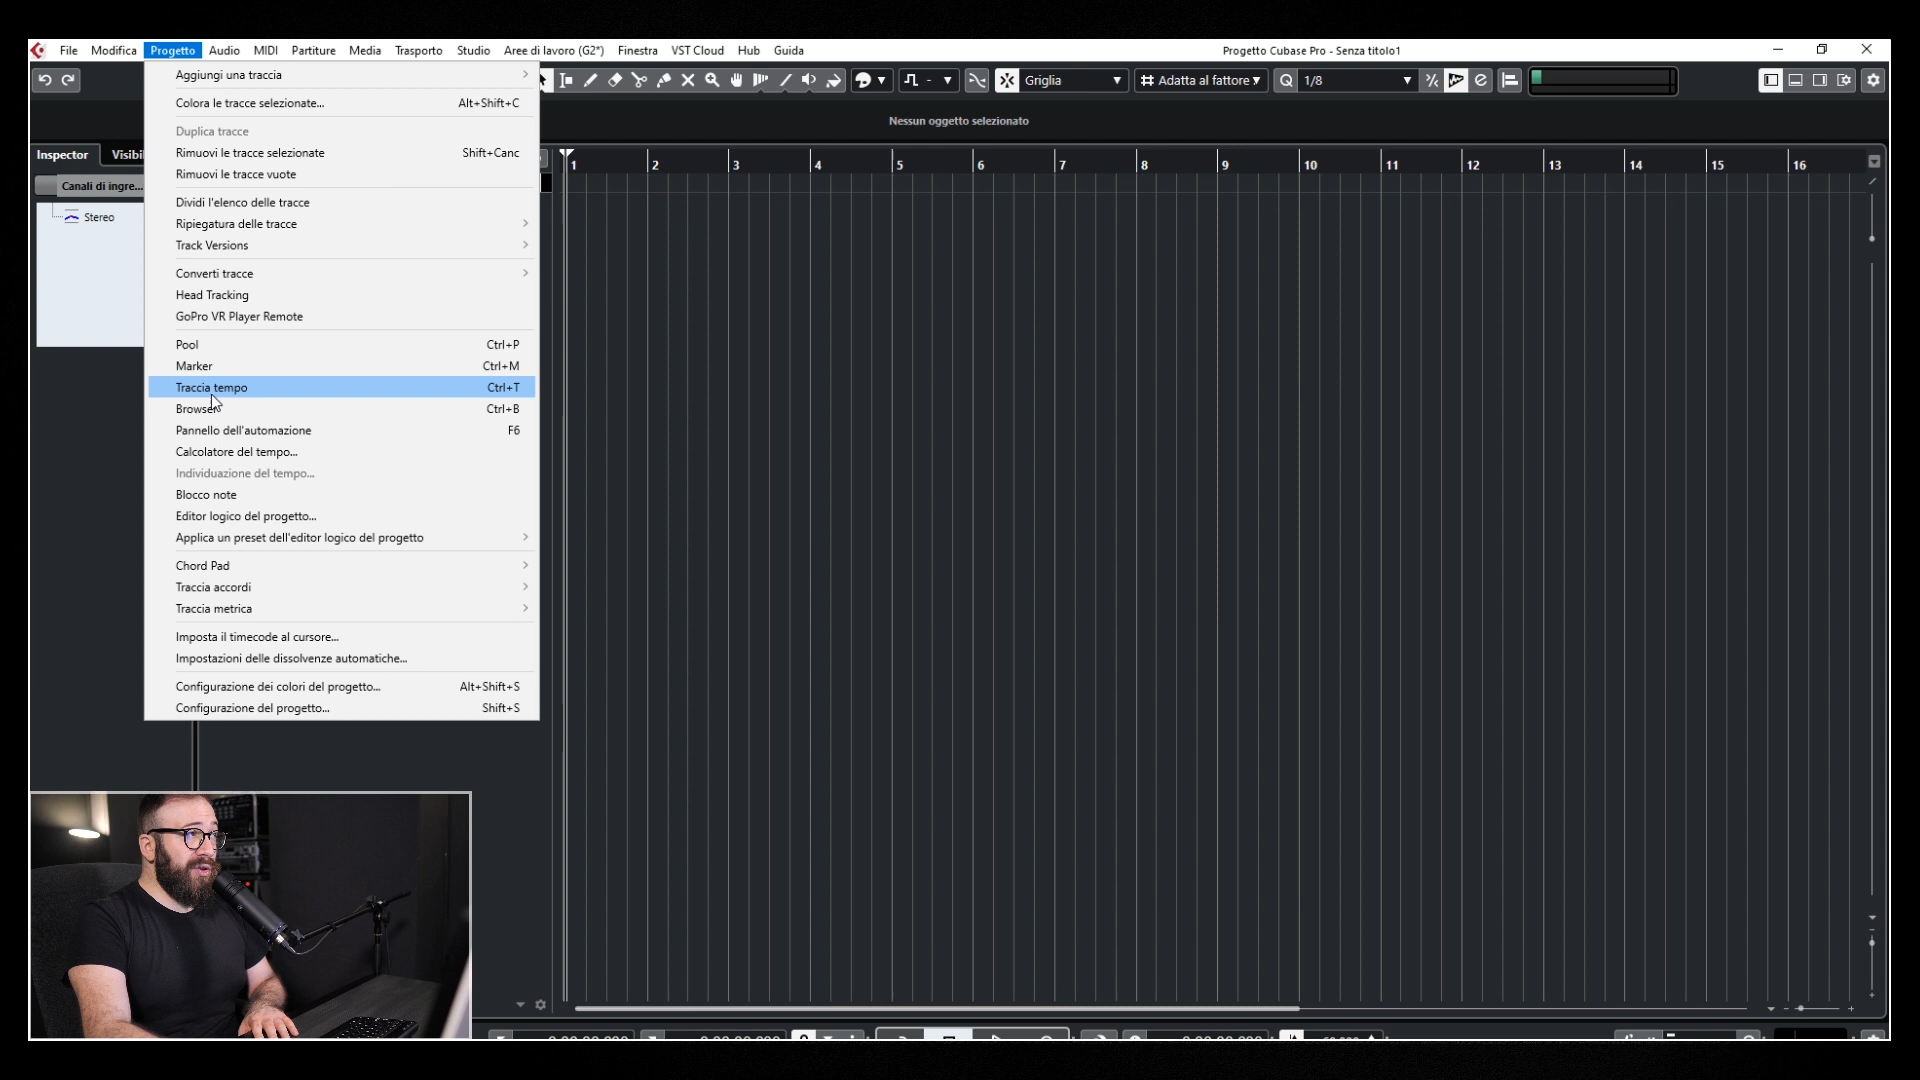 File Modifica Progetto Audio MIDI Partiture Media Trasporto Studio Aree di lavoro (G2*) Finestra VST Cloud Hub Guida Progetto Cubase Pro - Senza titolo1
Griglia Adatta al fattore Q 1/8
Nessun oggetto selezionato
Inspector Visibi
Canali di ingre...
Stereo
1 2 3 4 5 6 7 8 9 10 11 12 13 14 15 16
Aggiungi una traccia
Colora le tracce selezionate... Alt+Shift+C
Duplica tracce
Rimuovi le tracce selezionate Shift+Canc
Rimuovi le tracce vuote
Dividi l'elenco delle tracce
Ripiegatura delle tracce
Track Versions
Converti tracce
Head Tracking
GoPro VR Player Remote
Pool Ctrl+P
Marker Ctrl+M
Traccia tempo Ctrl+T
Browser Ctrl+B
Pannello dell'automazione F6
Calcolatore del tempo...
Individuazione del tempo...
Blocco note
Editor logico del progetto...
Applica un preset dell'editor logico del progetto
Chord Pad
Traccia accordi
Traccia metrica
Imposta il timecode al cursore...
Impostazioni delle dissolvenze automatiche...
Configurazione dei colori del progetto... Alt+Shift+S
Configurazione del progetto... Shift+S